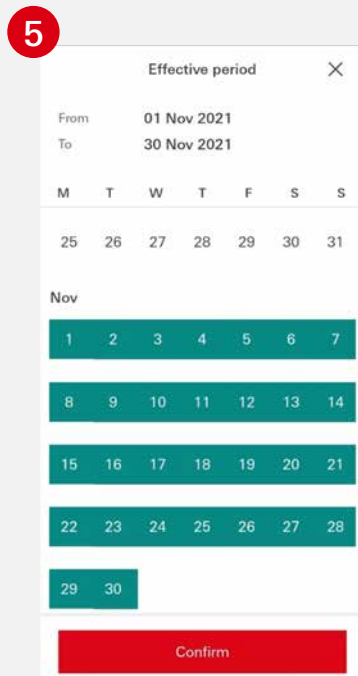 5
Effective period
From 01 Nov 2021
To 30 Nov 2021
M T W T F S S
25 26 27 28 29 30 31
Nov
1 2 3 4 5 6 7
8 9 10 11 12 13 14
15 16 17 18 19 20 21
22 23 24 25 26 27 28
29 30
Confirm